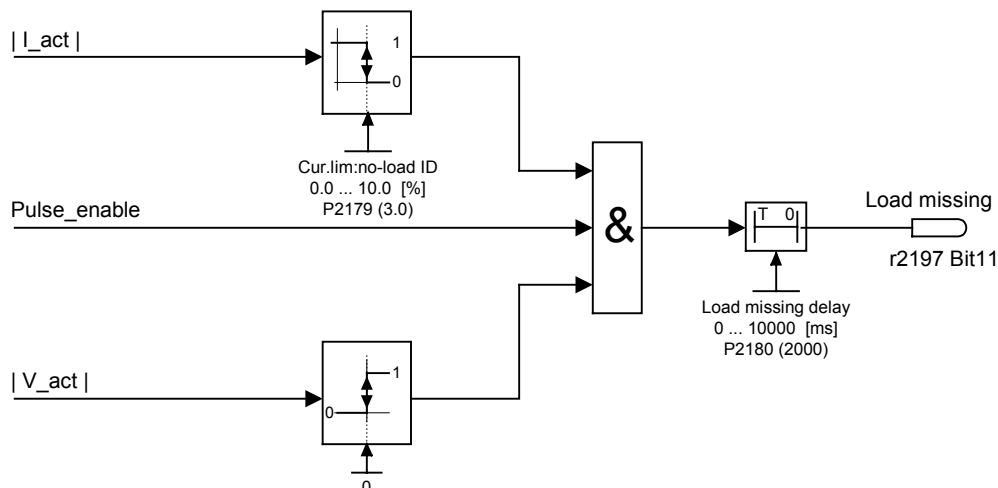 | I_act |
1
0
Cur.lim:no-load ID
0.0 ... 10.0 [%]
P2179 (3.0)
Pulse_enable
&
T 0
Load missing
r2197 Bit11
Load missing delay
0 ... 10000 [ms]
P2180 (2000)
| V_act |
1
0
0